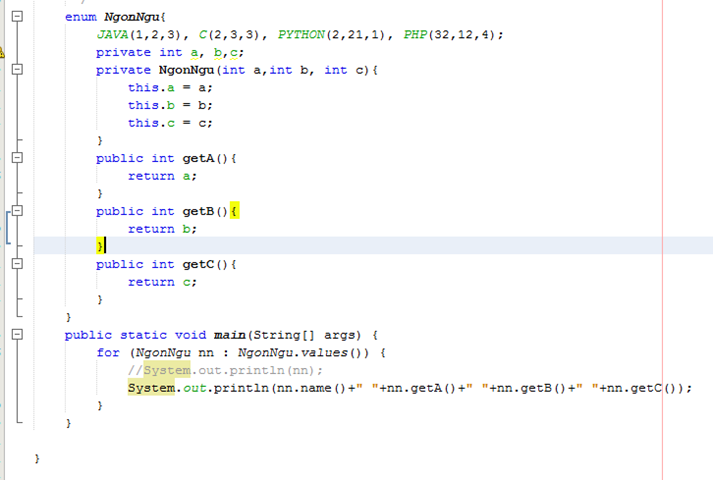 enum NgonNgu{
JAVA(1,2,3), C(2,3,3), PYTHON(2,21,1), PHP(32,12,4);
private int a, b,c;
private NgonNgu(int a,int b, int c){
this.a = a;
this.b = b;
this.c = c;
}
public int getA(){
return a;
}
public int getB(){
return b;
}
public int getC(){
return c;
}
}
public static void main(String[] args) {
for (NgonNgu nn : NgonNgu.values()) {
//System.out.println(nn);
System.out.println(nn.name()+" "+nn.getA()+" "+nn.getB()+" "+nn.getC());
}
}
}